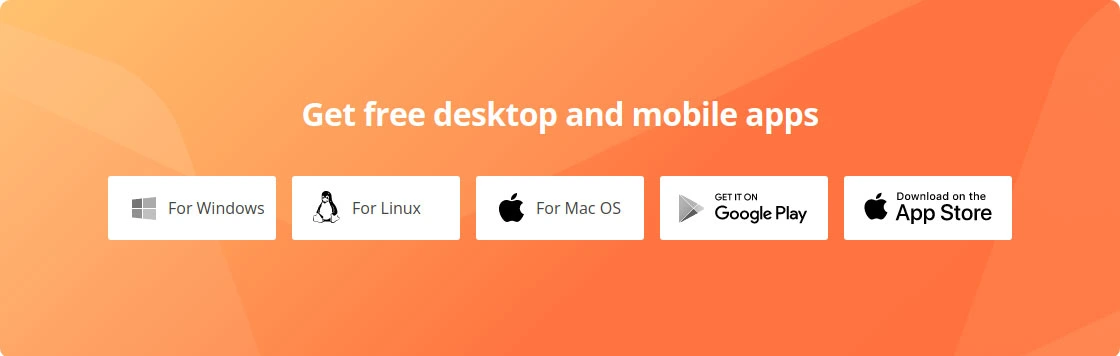 Get free desktop and mobile apps
For Windows
For Linux
For Mac OS
GET IT ON
Google Play
Download on the
App Store